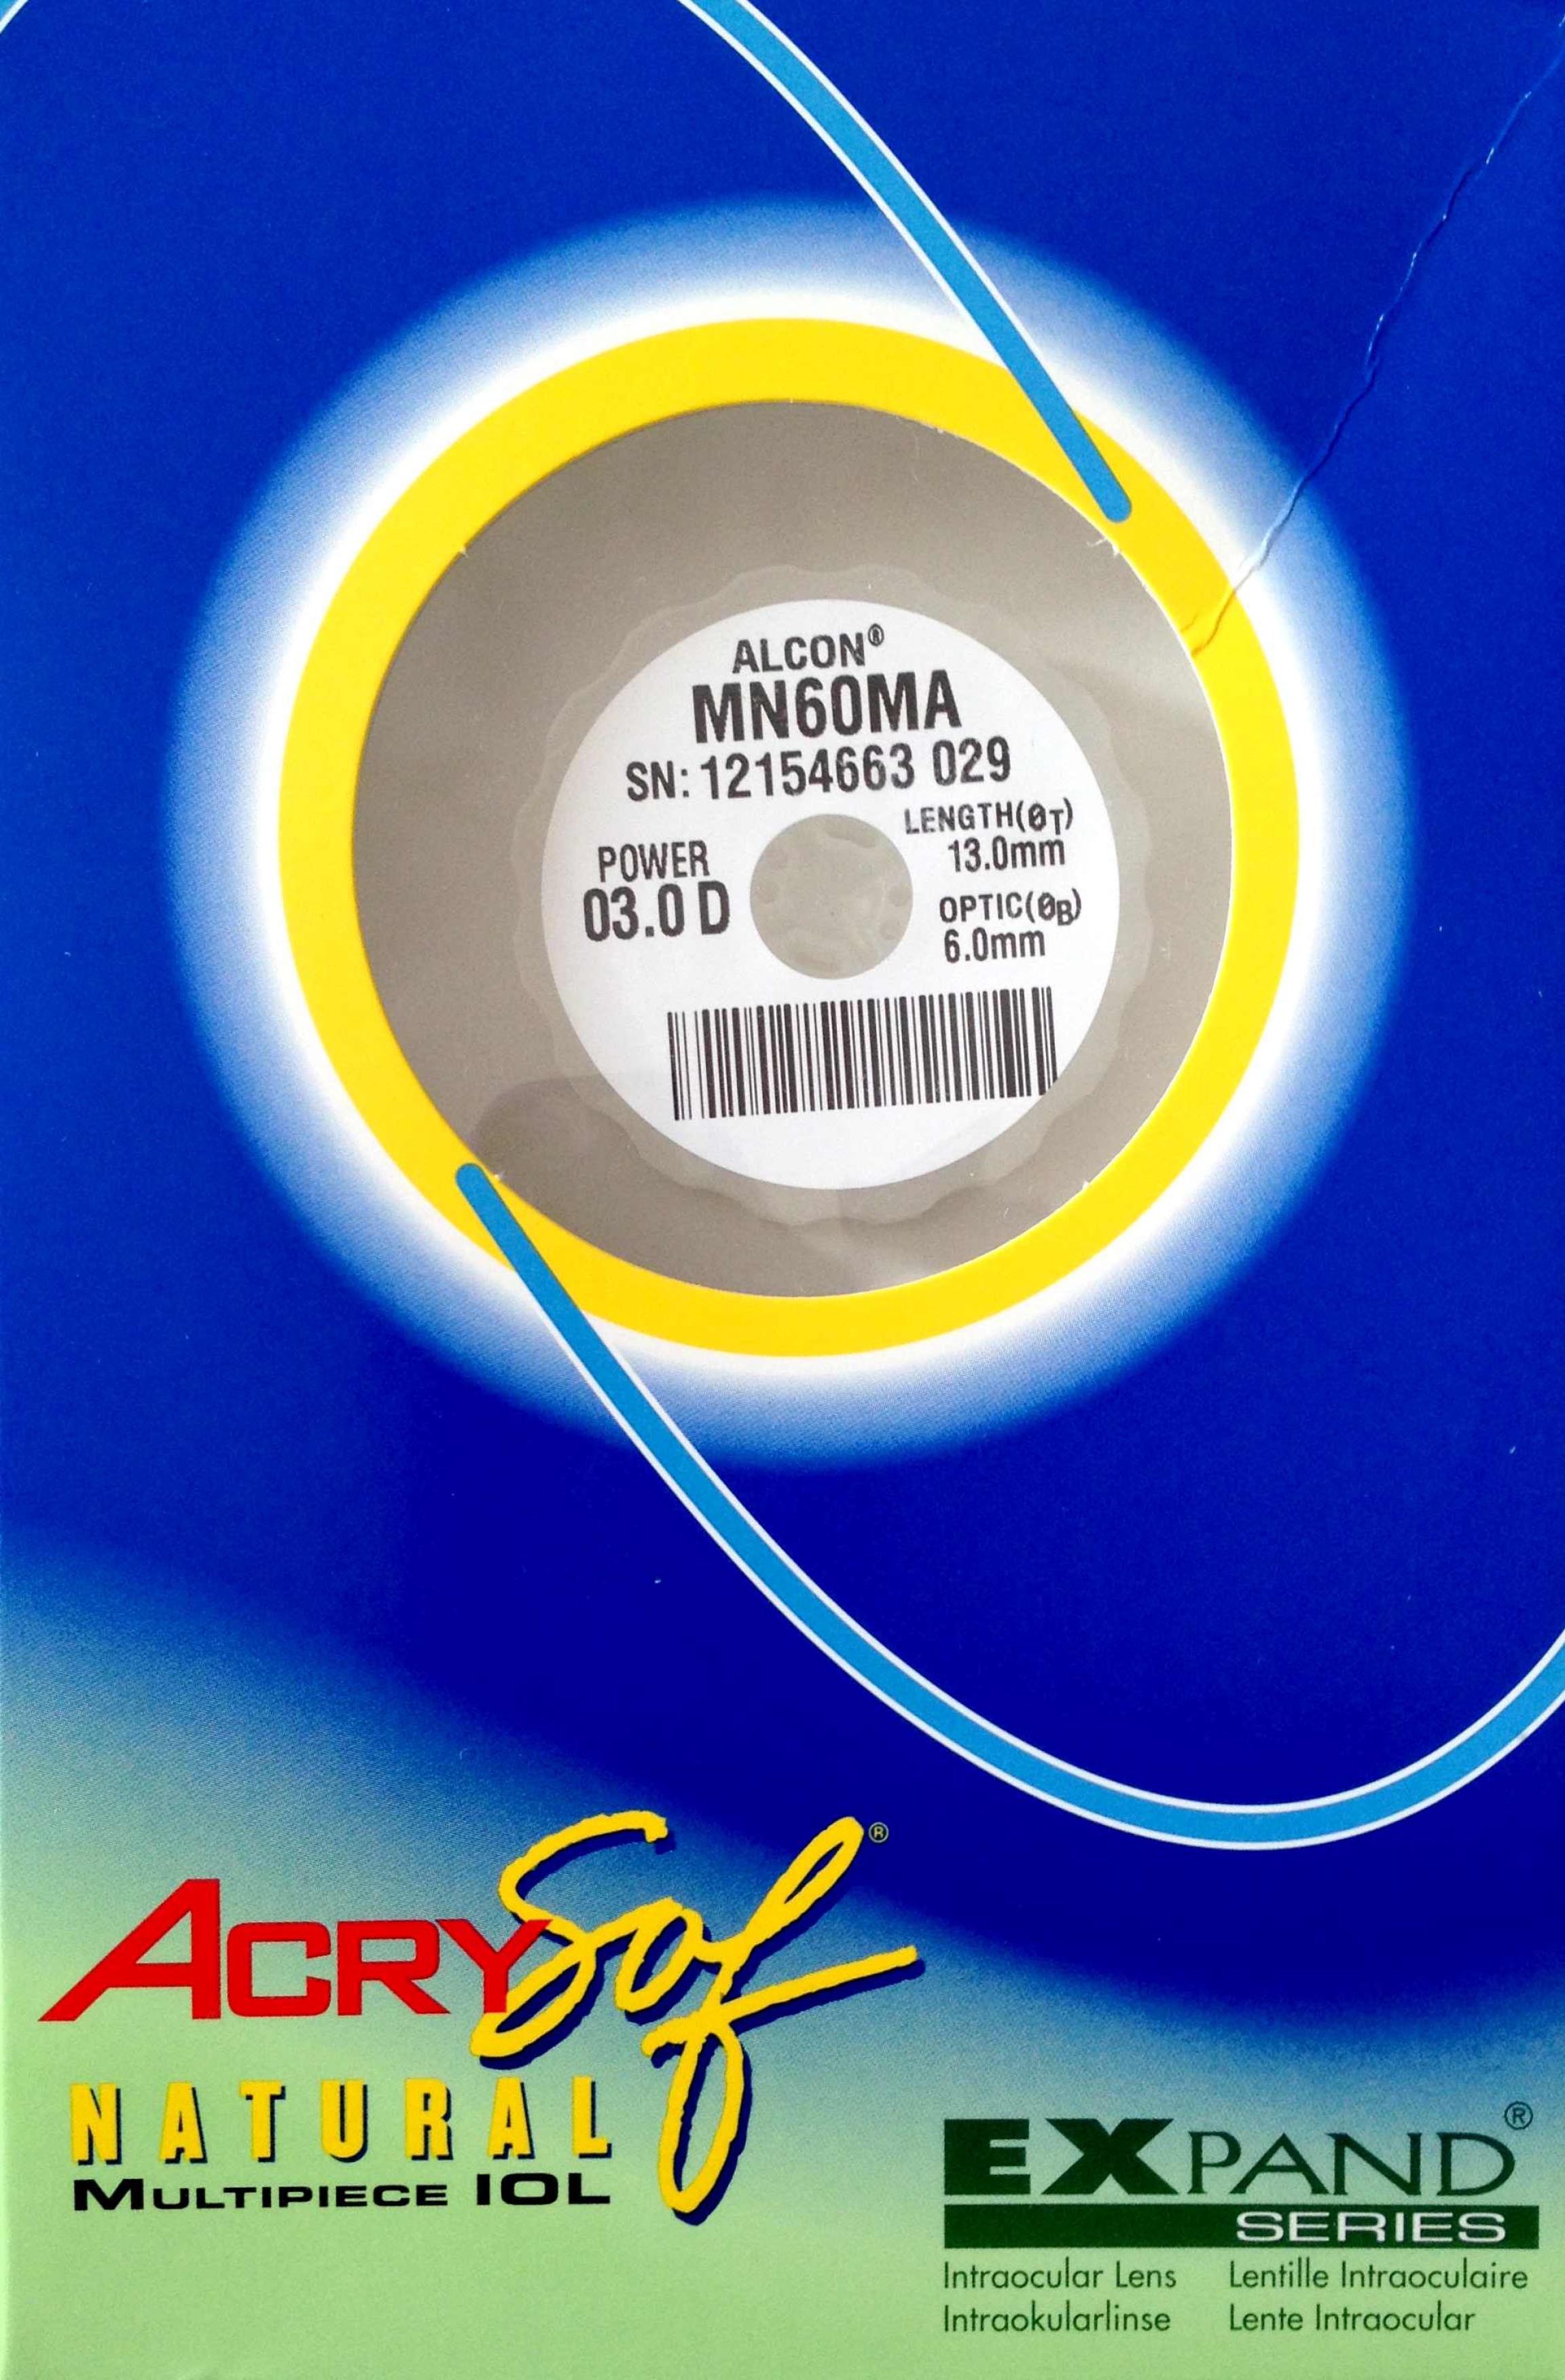 ALCON®
MN60MA
SN: 12154663 029
LENGTH(ØT)
13.0mm
POWER
03.0 D
OPTIC(ØB)
6.0mm
ACRYSof®
NATURAL
MULTIPIECE IOL
EXPAND®
SERIES
Intraocular Lens Lentille Intraoculaire
Intraokularlinse Lente Intraocular